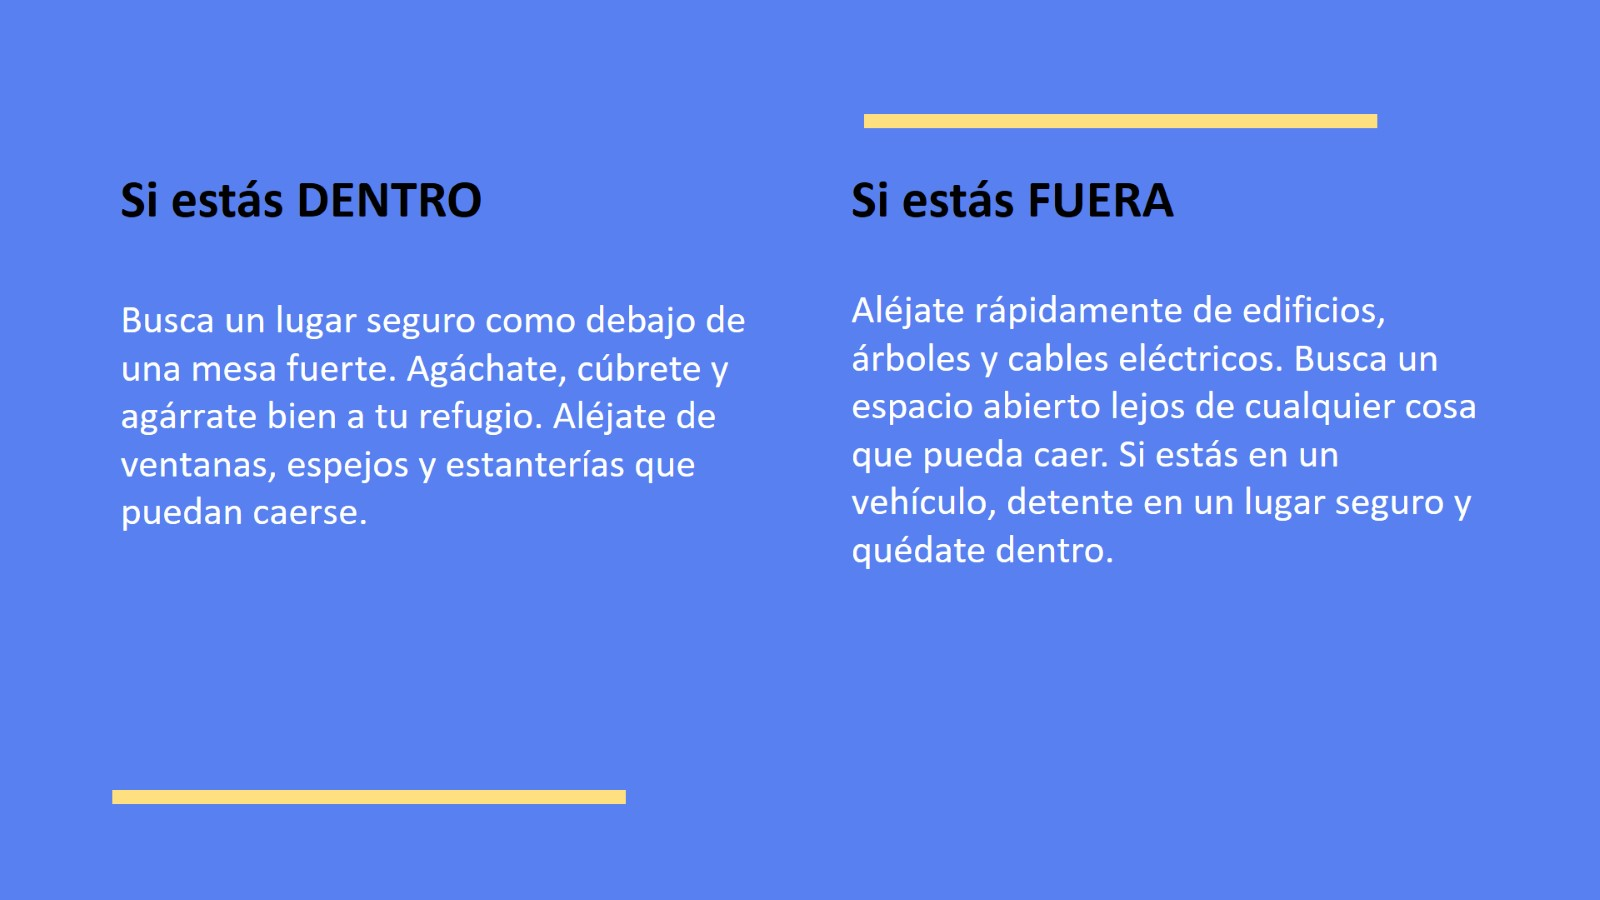 Si estás DENTRO
Busca un lugar seguro como debajo de
una mesa fuerte. Agáchate, cúbrete y
agárrate bien a tu refugio. Aléjate de
ventanas, espejos y estanterías que
puedan caerse.
Si estás FUERA
Aléjate rápidamente de edificios,
árboles y cables eléctricos. Busca un
espacio abierto lejos de cualquier cosa
que pueda caer. Si estás en un
vehículo, detente en un lugar seguro y
quédate dentro.